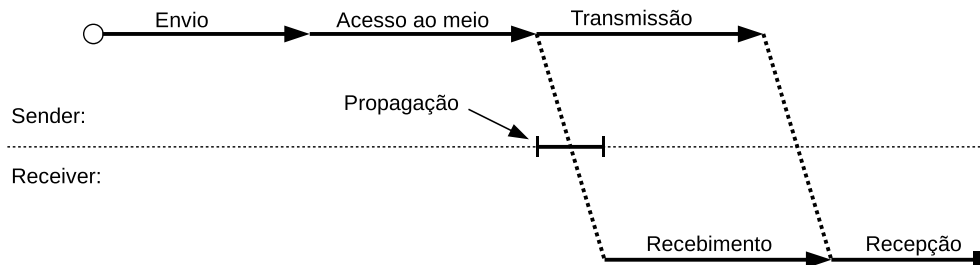 Envio
Acesso ao meio
Transmissão
Propagação
Sender:
Receiver:
Recebimento
Recepção